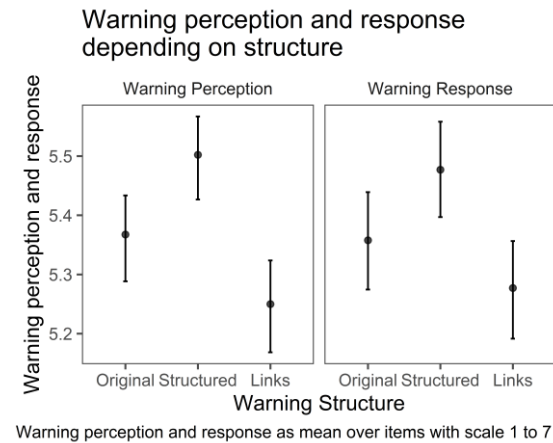 Warning perception and response
depending on structure
Warning Perception
Warning Response
Warning perception and response
5.5
5.4
5.3
5.2
Original Structured Links
Original Structured Links
Warning Structure
Warning perception and response as mean over items with scale 1 to 7